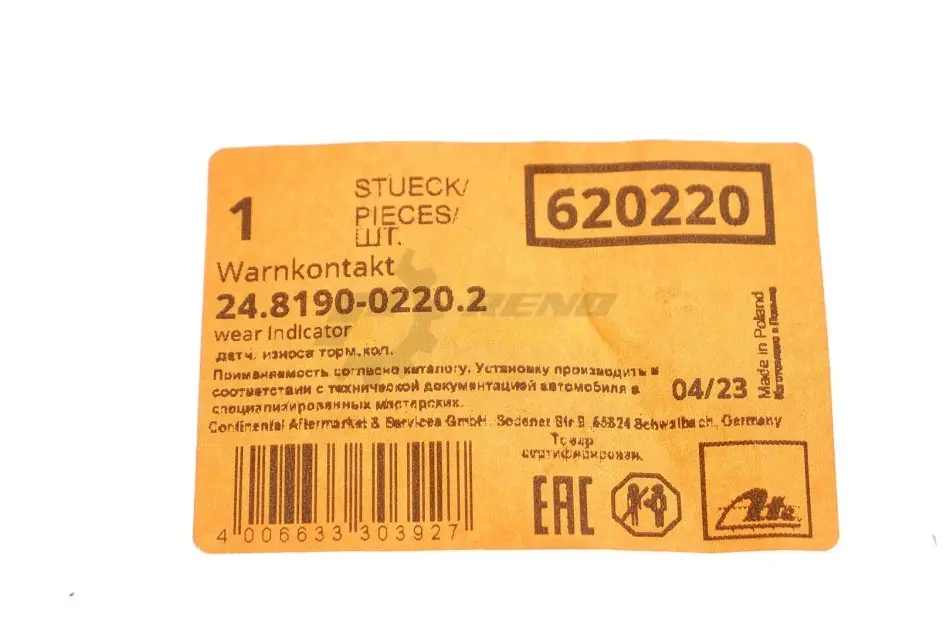 1
STUECK/
PIECES/
ШТ.
620220
Warnkontakt
24.8190-0220.2
wear indicator
датч. износа торм.кол.
Применяемость согласно каталогу. Установку производить в
соответствии с технической документацией автомобиля в
специализированных мастерских.
04/23
Made in Poland
Изготовлено в Польше
Continental Aftermarket & Services GmbH, Sodener Str.9, 65824 Schwalbach, Germany
Товар
сертифицирован.
4 006633 303927
EAC
Ate